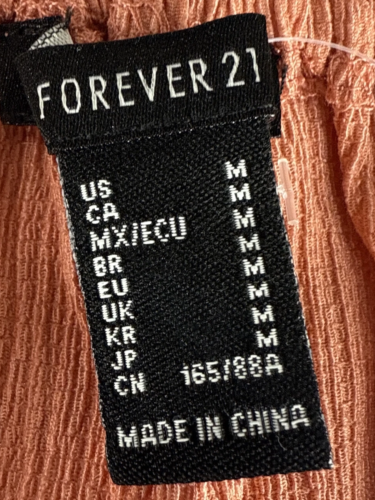 FOREVER 21
US M
CA M
MX/ECU M
BR M
EU M
UK M
KR M
JP M
CN 165/88A
MADE IN CHINA